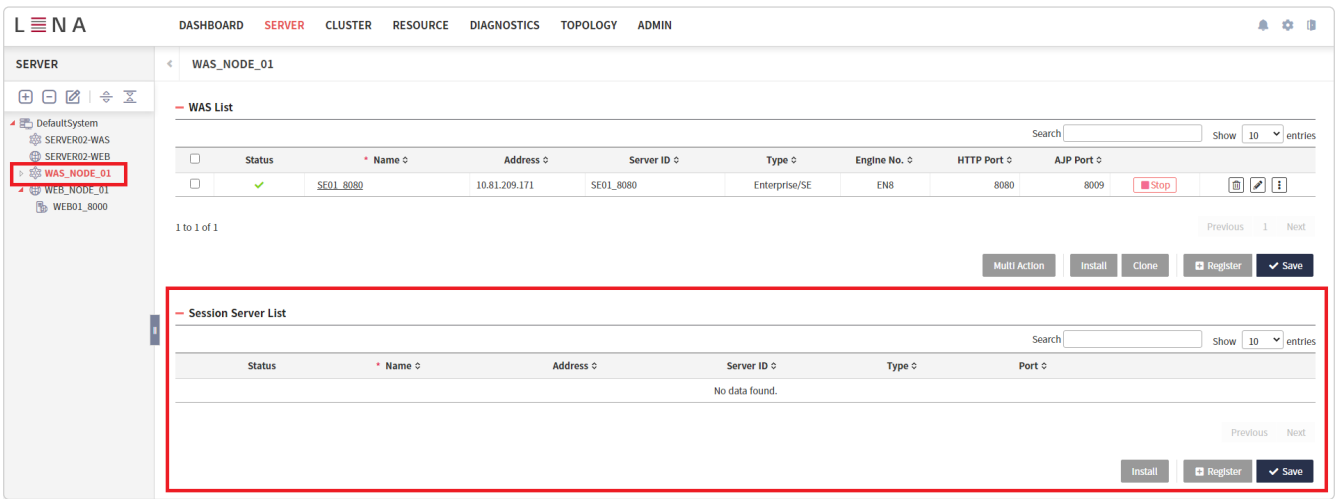 LENA DASHBOARD SERVER CLUSTER RESOURCE DIAGNOSTICS TOPOLOGY ADMIN
SERVER
WAS_NODE_01
DefaultSystem
SERVER02-WAS
SERVER02-WEB
WAS_NODE_01
WEB_NODE_01
WEB01_8000
WAS List
Search Show 10 entries
Status * Name Address Server ID Type Engine No. HTTP Port AJP Port
SE01_8080 10.81.209.171 SE01_8080 Enterprise/SE EN8 8080 8009 Stop
1 to 1 of 1 Previous 1 Next
Multi Action Install Clone Register Save
Session Server List
Search Show 10 entries
Status * Name Address Server ID Type Port
No data found.
Previous Next
Install Register Save